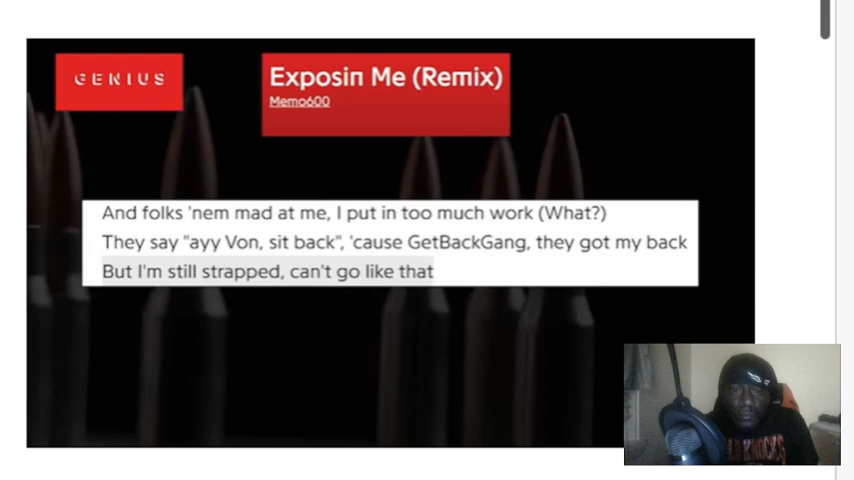 GENIUS
Exposin Me (Remix)
Memo600
And folks 'nem mad at me, I put in too much work (What?)
They say "ayy Von, sit back", 'cause GetBackGang, they got my back
But I'm still strapped, can't go like that
KNOCKS